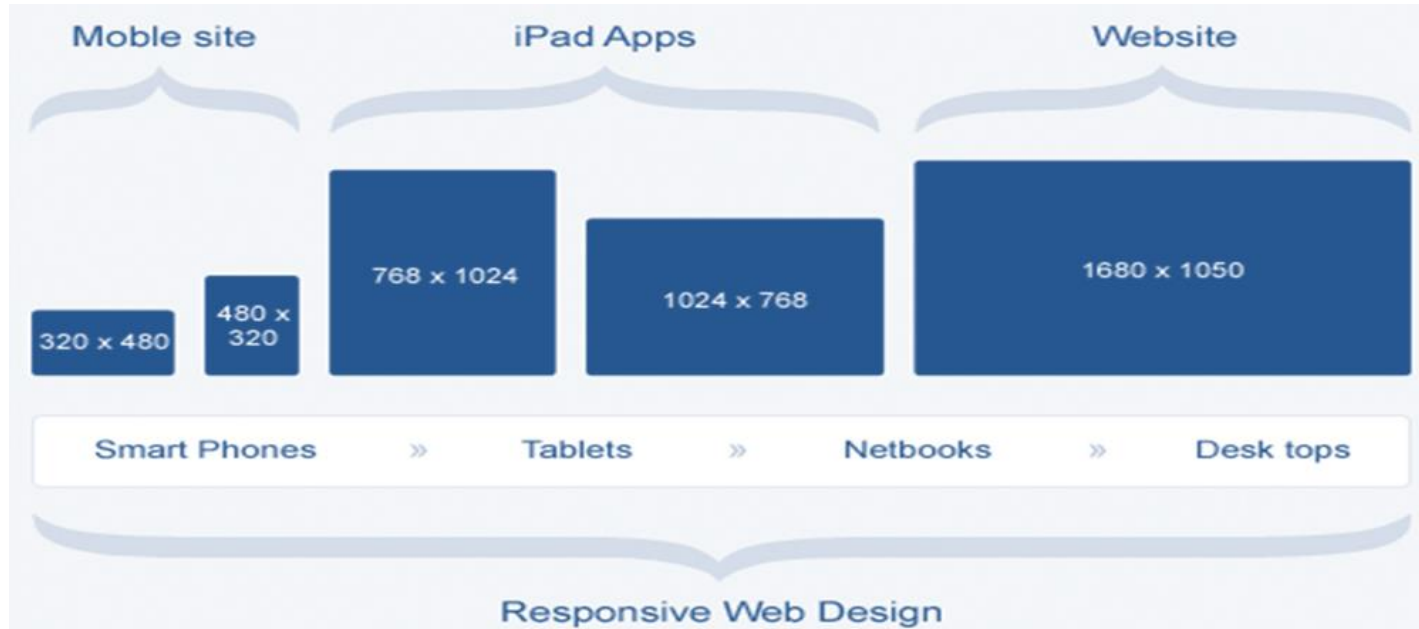 Moble site
iPad Apps
Website
320 x 480
480 x
320
768 x 1024
1024 x 768
1680 x 1050
Smart Phones » Tablets » Netbooks » Desk tops
Responsive Web Design